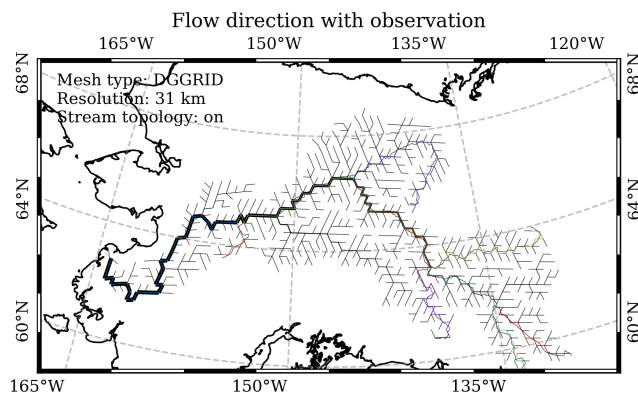 Flow direction with observation
165°W 150°W 135°W 120°W
68°N 68°N
Mesh type: DGGRID
Resolution: 31 km
Stream topology: on
64°N 64°N
60°N 60°N
165°W 150°W 135°W